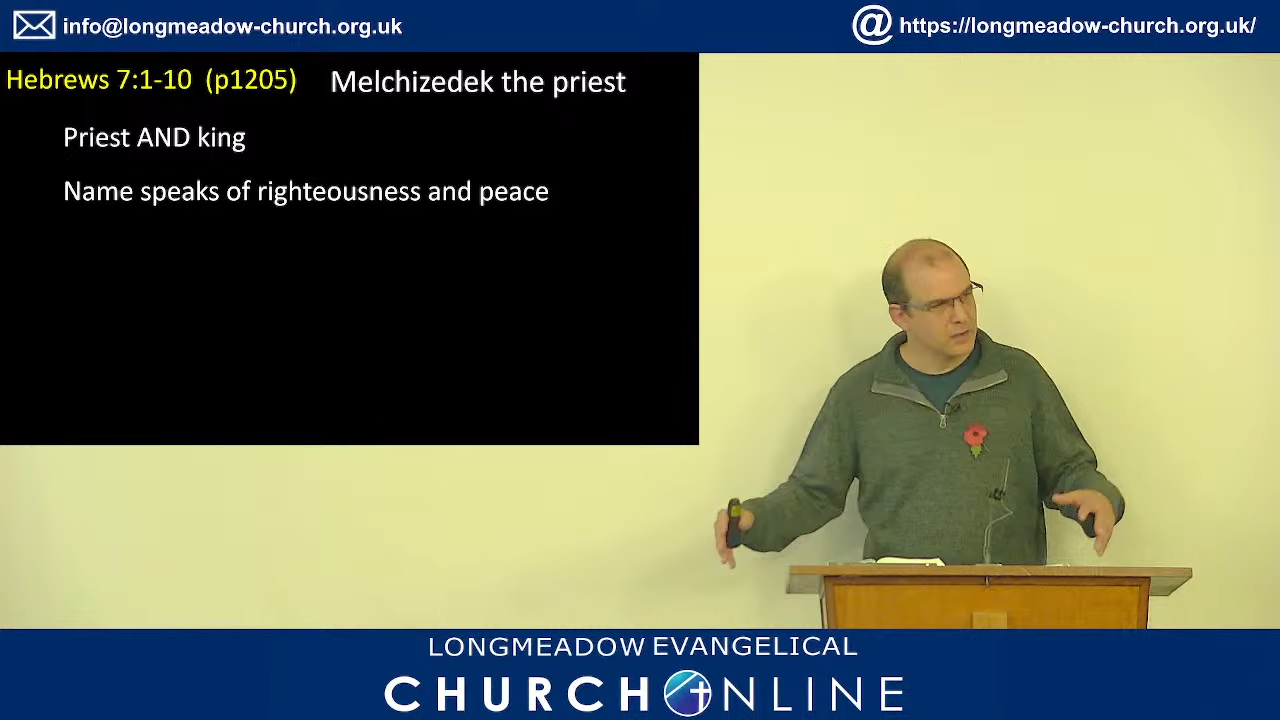 info@longmeadow-church.org.uk
@ https://longmeadow-church.org.uk/
Hebrews 7:1-10 (p1205) Melchizedek the priest
Priest AND king
Name speaks of righteousness and peace
LONGMEADOW EVANGELICAL
CHURCH ONLINE